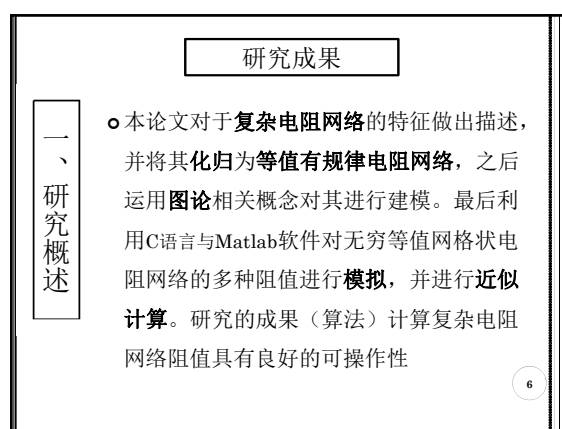 研究成果
一、研究概述
本论文对于复杂电阻网络的特征做出描述，
并将其化归为等值有规律电阻网络，之后
运用图论相关概念对其进行建模。最后利
用C语言与Matlab软件对无穷等值网格状电
阻网络的多种阻值进行模拟，并进行近似
计算。研究的成果（算法）计算复杂电阻
网络阻值具有良好的可操作性
6